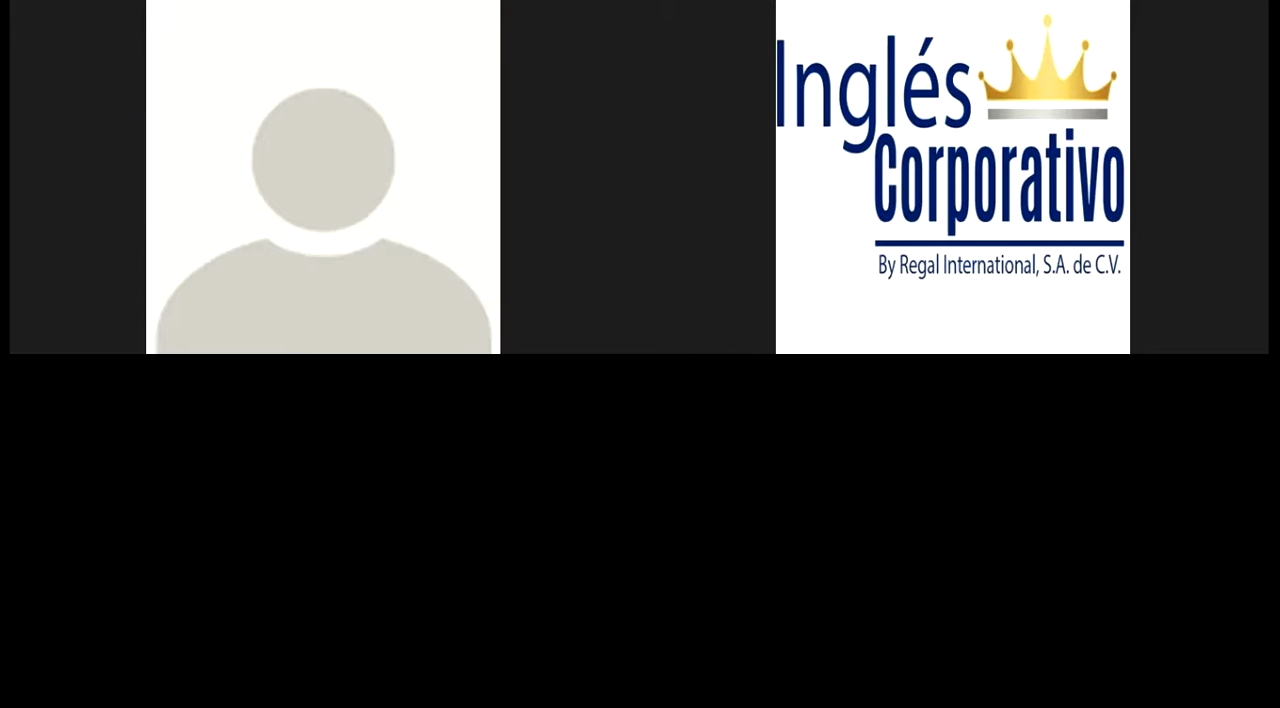 Inglés
Corporativo
By Regal International, S.A. de C.V.